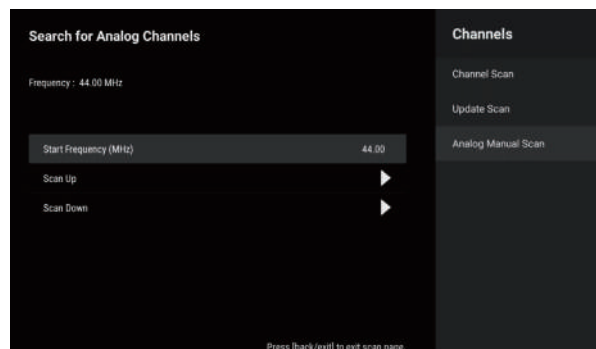 Search for Analog Channels
Frequency : 44.00 MHz
Start Frequency (MHz) 44.00
Scan Up
Scan Down
Press [back/exit] to exit scan page
Channels
Channel Scan
Update Scan
Analog Manual Scan